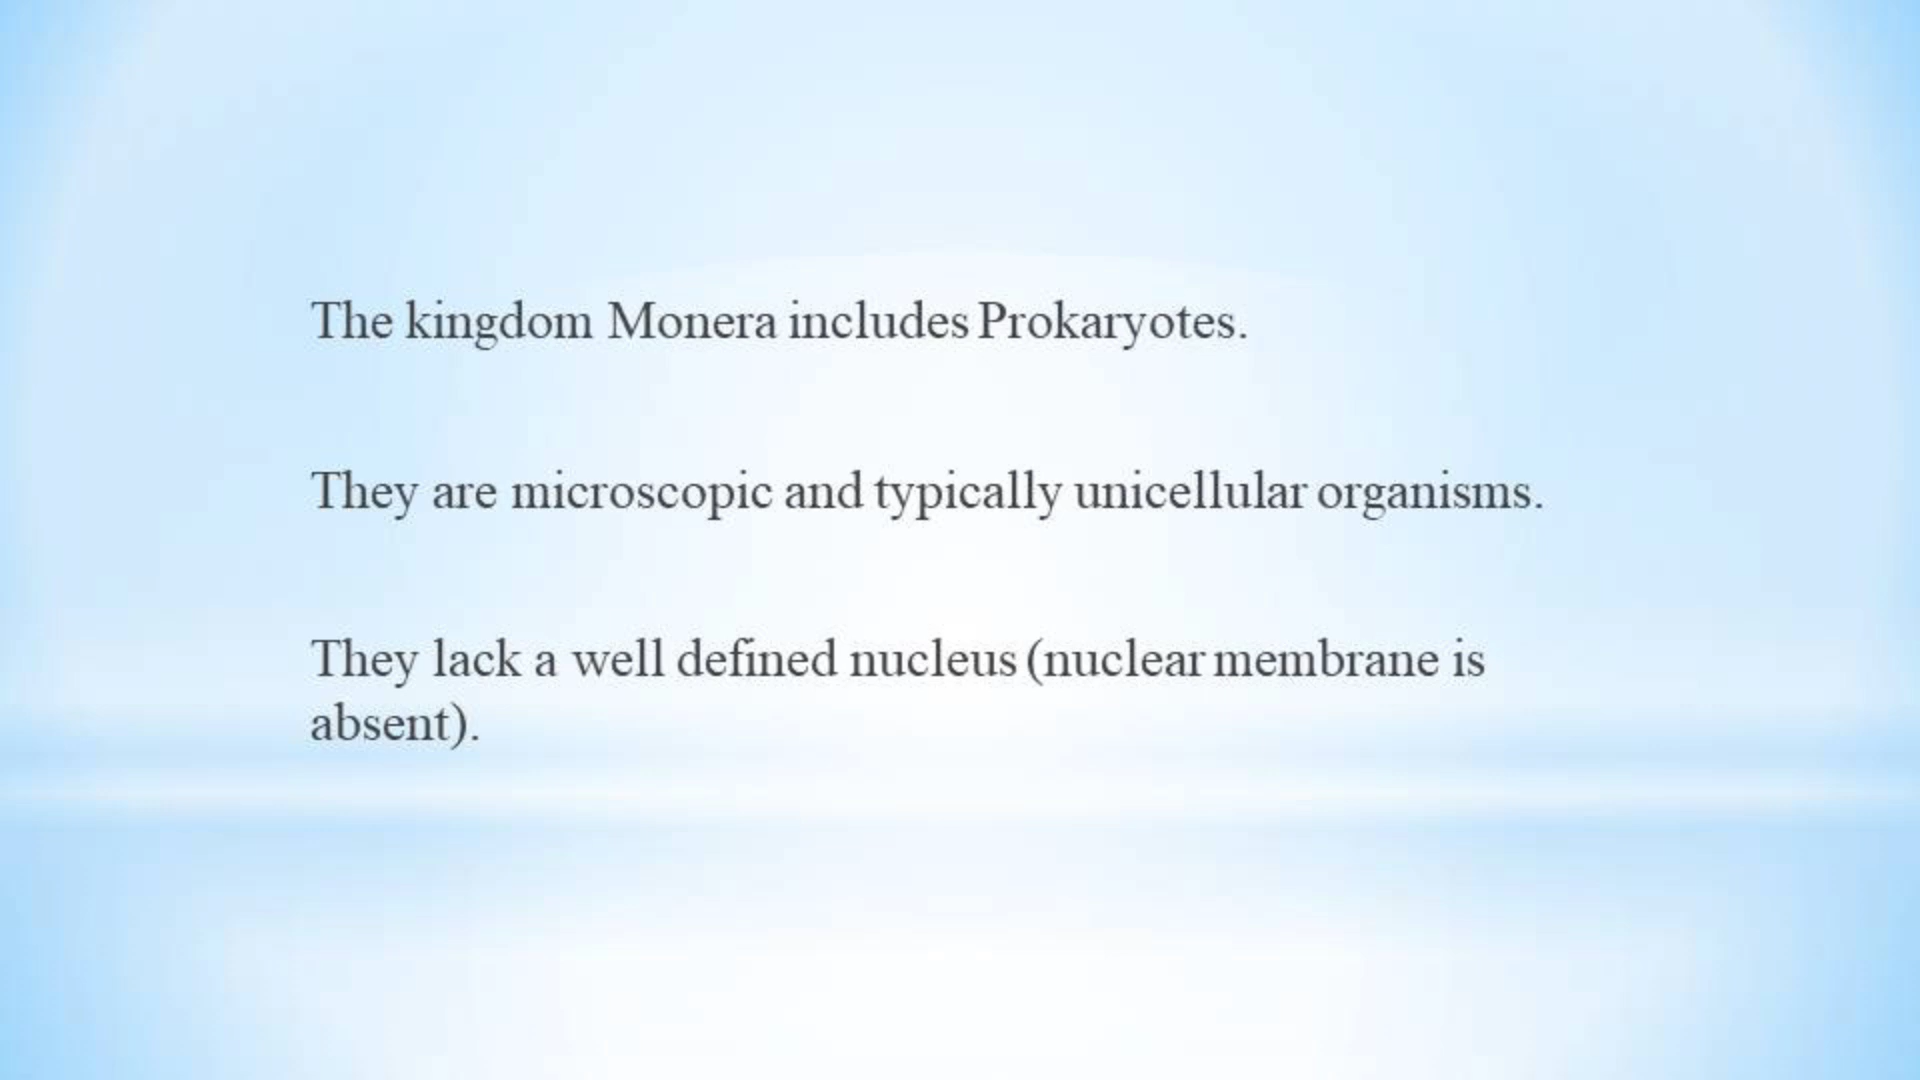 The kingdom Monera includes Prokaryotes.
They are microscopic and typically unicellular organisms.
They lack a well defined nucleus (nuclear membrane is
absent).